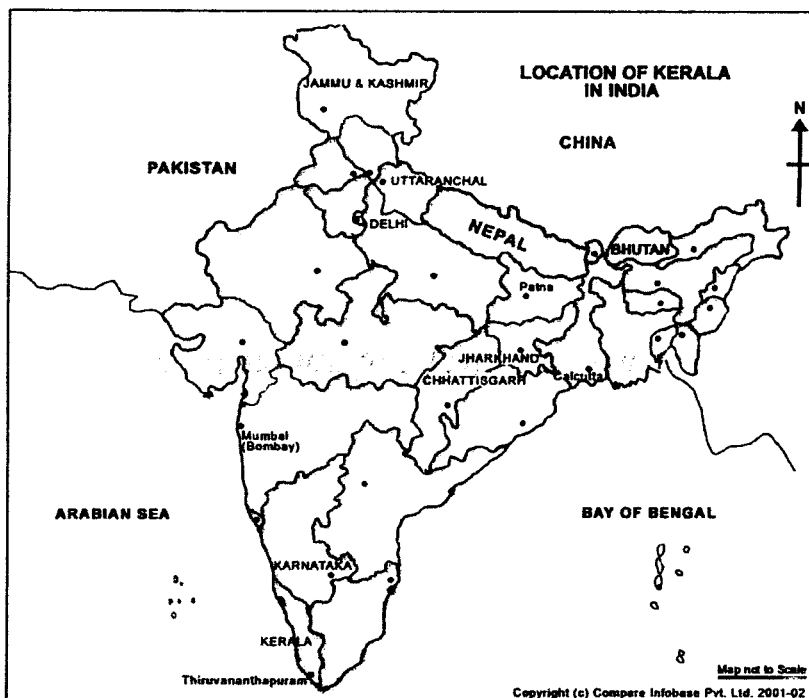 LOCATION OF KERALA
IN INDIA
JAMMU & KASHMIR
N
CHINA
PAKISTAN
UTTARANCHAL
DELHI
NEPAL
BHUTAN
Patna
JHARKHAND
CHHATTISGARH
Calcutta
Mumbai
(Bombay)
ARABIAN SEA
BAY OF BENGAL
KARNATAKA
KERALA
Thiruvananthapuram
Map not to Scale
Copyright (c) Compare Infobase Pvt. Ltd. 2001-02